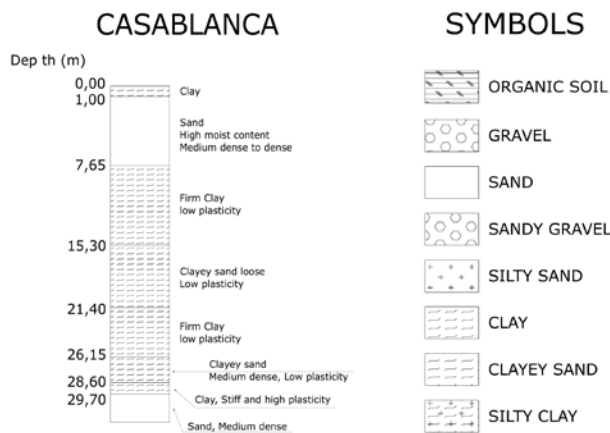 CASABLANCA
Dep th (m)
0,00
Clay
1,00
Sand
High moist content
Medium dense to dense
7,65
Firm Clay
low plasticity
15,30
Clayey sand loose
Low plasticity
21,40
Firm Clay
low plasticity
26,15
Clayey sand
Medium dense, Low plasticity
28,60
Clay, Stiff and high plasticity
29,70
Sand, Medium dense
SYMBOLS
ORGANIC SOIL
GRAVEL
SAND
SANDY GRAVEL
SILTY SAND
CLAY
CLAYEY SAND
SILTY CLAY